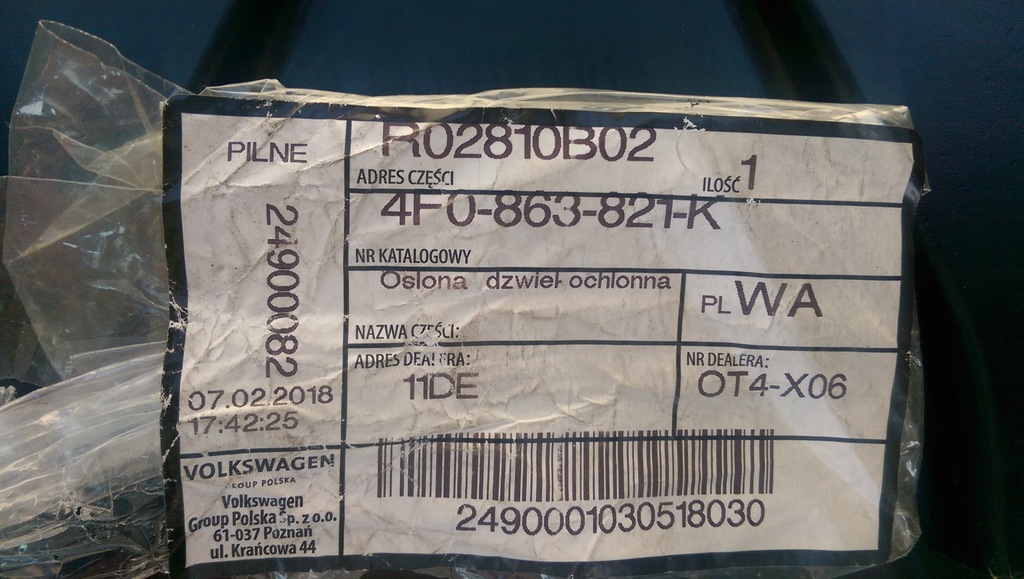 PILNE
24900082
07.02.2018
17:42:25
VOLKSWAGEN
GROUP POLSKA
Volkswagen
Group Polska Sp. z o.o.
61-037 Poznań
ul. Krańcowa 44
R02810B02
ADRES CZĘŚCI
ILOŚĆ 1
4F0-863-821-K
NR KATALOGOWY
Oslona dzwiek ochlonna
NAZWA CZĘŚCI:
PL WA
ADRES DEALERA:
11DE
NR DEALERA:
OT4-X06
2490001030518030